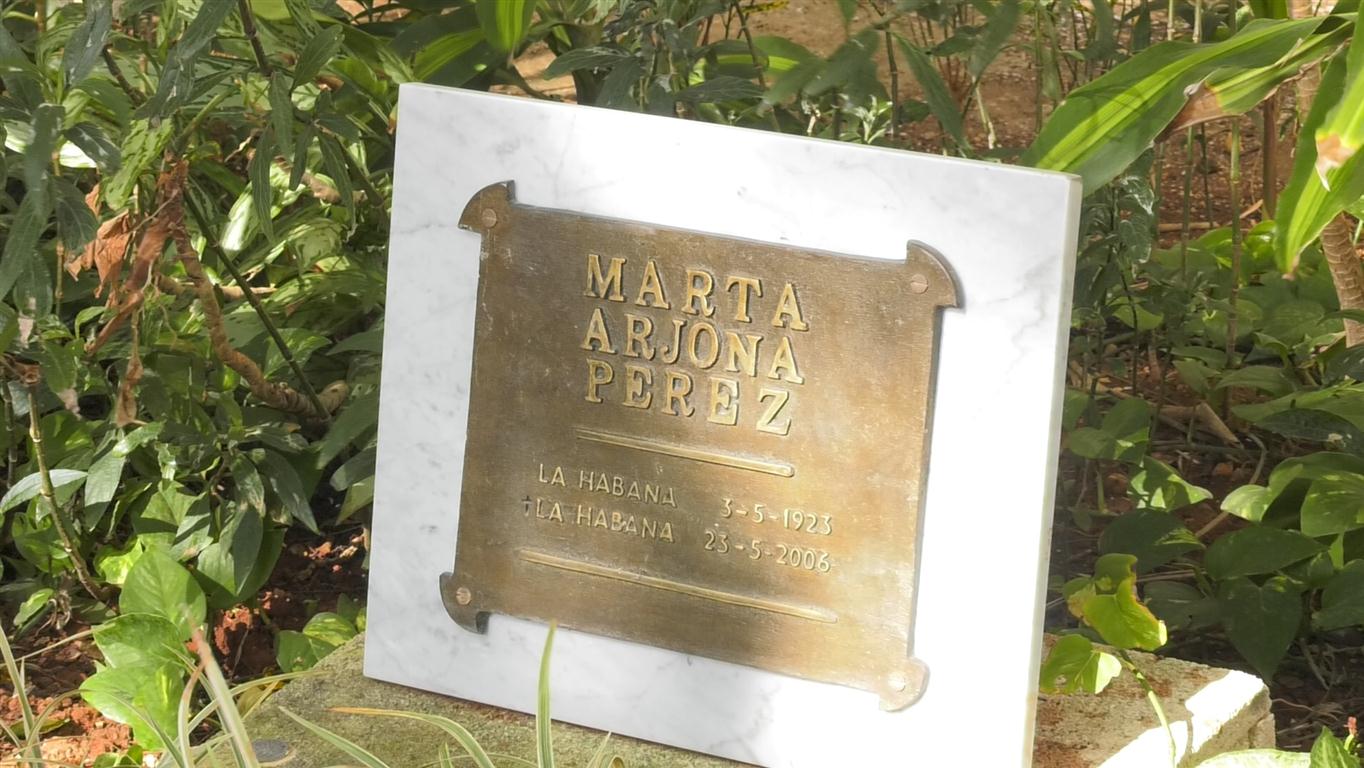 MARTA
ARJONA
PEREZ
LA HABANA 3-5-1923
†LA HABANA 23-5-2006